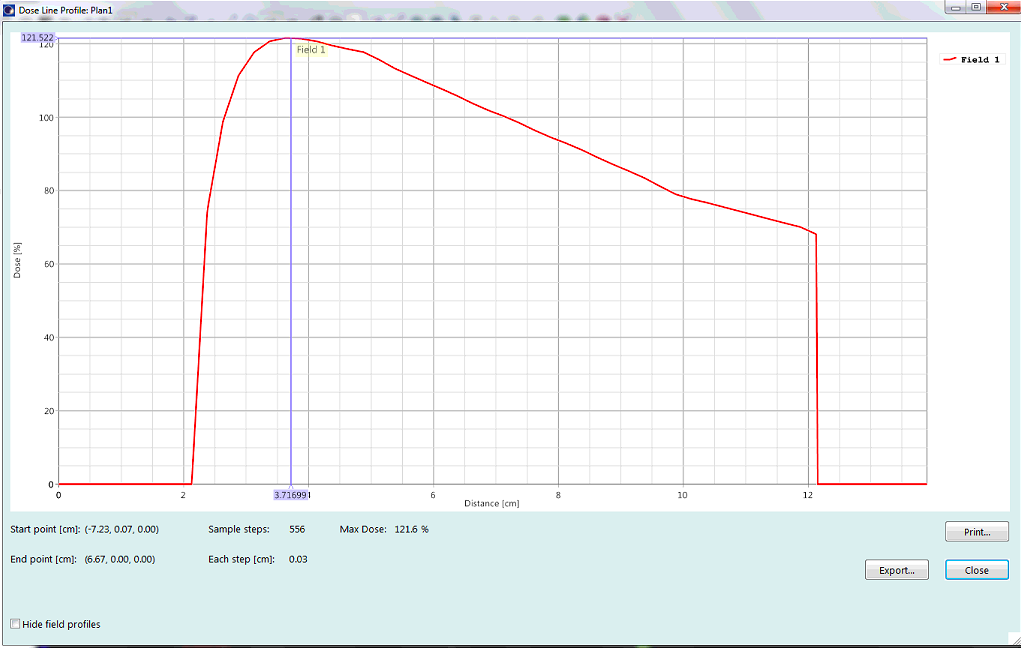 Dose Line Profile: Plan1
121.522
120
Field 1
Field 1
100
80
60
Dose [%]
40
20
0
0 2 3.716991 6 8 10 12
Distance [cm]
Start point [cm]: (-7.23, 0.07, 0.00) Sample steps: 556 Max Dose: 121.6 % Print...
End point [cm]: (6.67, 0.00, 0.00) Each step [cm]: 0.03 Export... Close
Hide field profiles